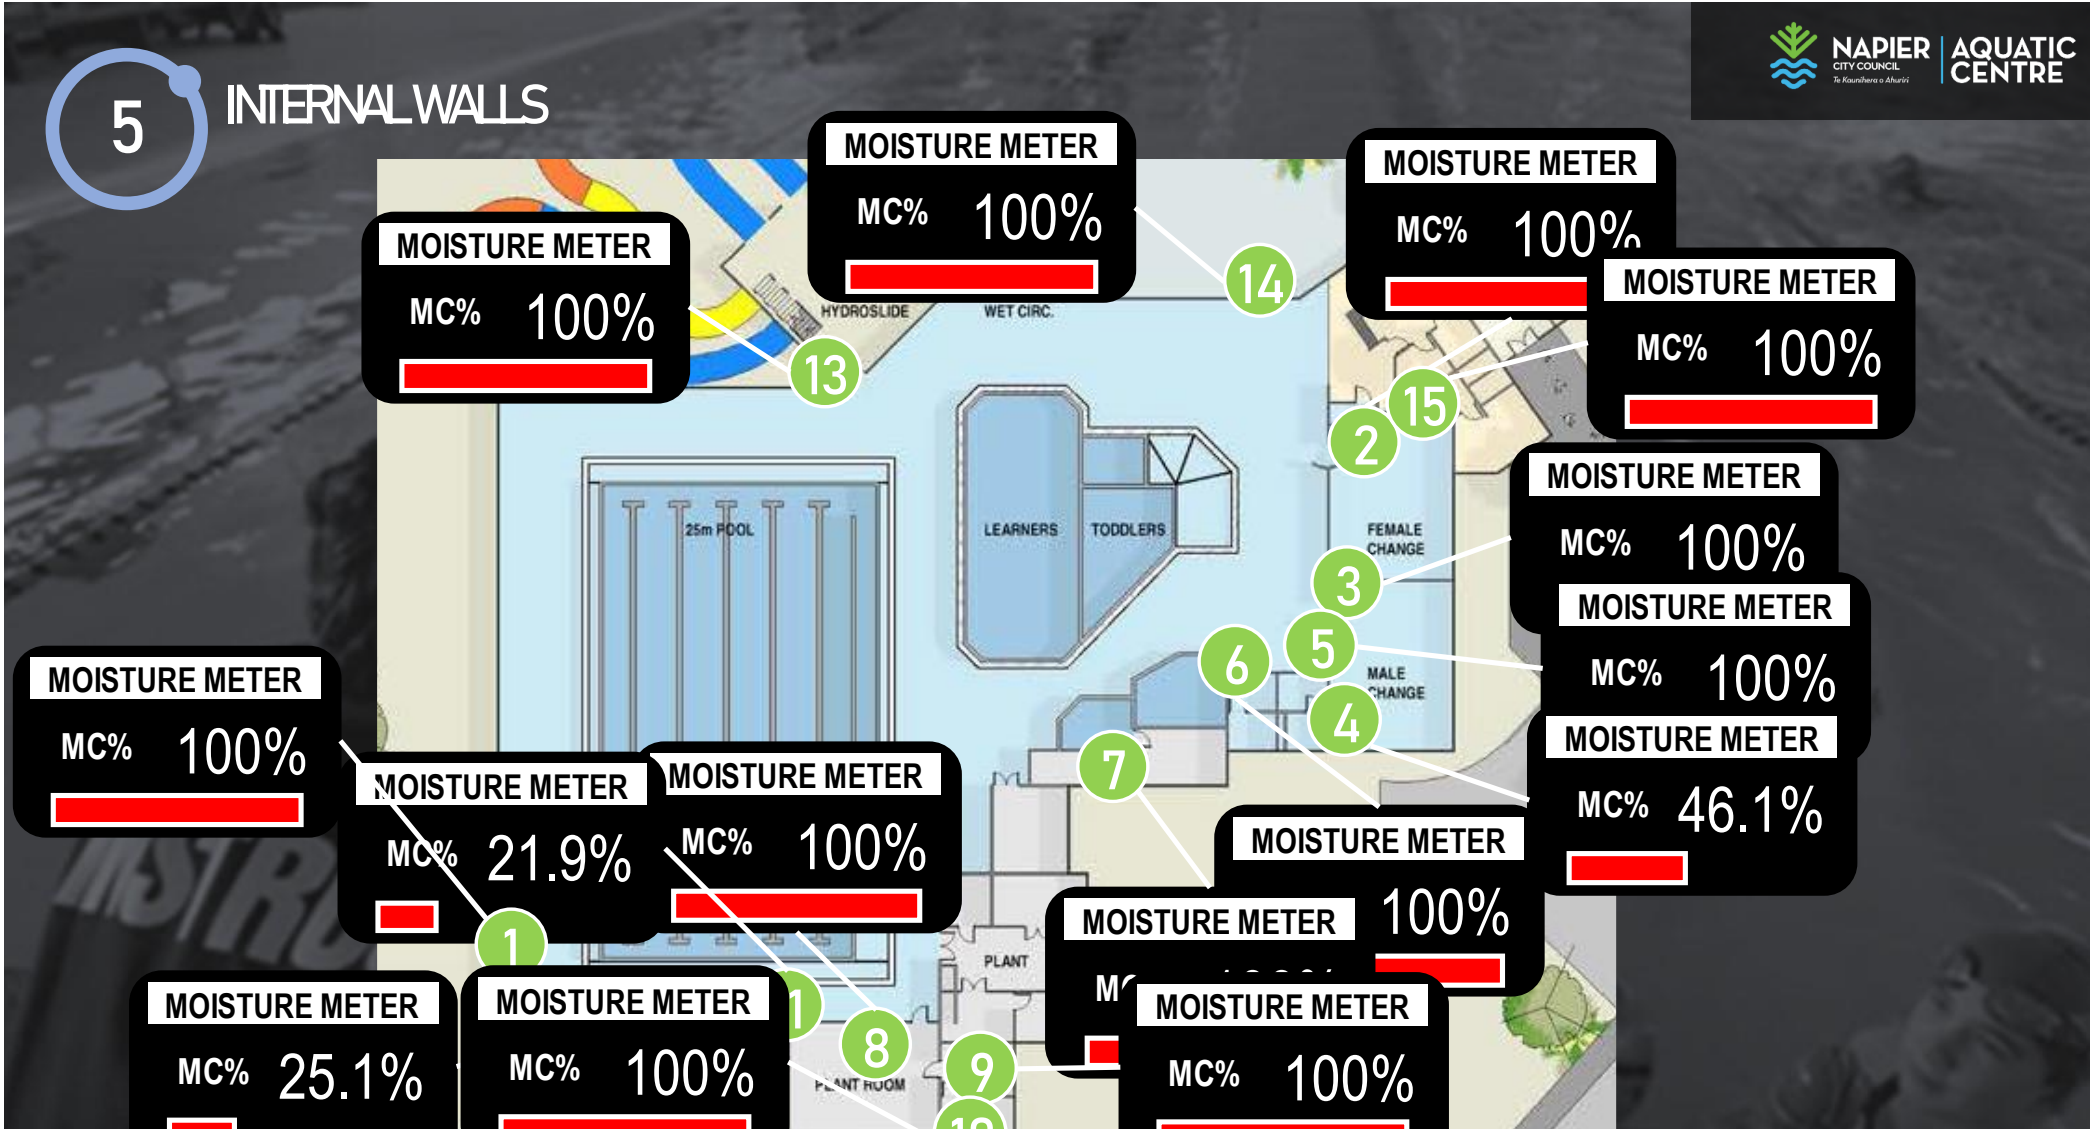 5
INTERNAL WALLS
NAPIER
CITY COUNCIL
Te Kaunihera o Ahuriri
AQUATIC
CENTRE
MOISTURE METER
MC% 100%
MOISTURE METER
MC% 100%
MOISTURE METER
MC% 100%
MOISTURE METER
MC% 100%
14
HYDROSLIDE
WET CIRC.
13
15
2
MOISTURE METER
MC% 100%
25m POOL
LEARNERS
TODDLERS
FEMALE
CHANGE
3
MOISTURE METER
MC% 100%
5
6
MALE
CHANGE
4
MOISTURE METER
MC% 46.1%
MOISTURE METER
MC% 100%
7
MOISTURE METER
MC% 21.9%
MOISTURE METER
MC% 100%
MOISTURE METER
100%
MOISTURE METER
1
PLANT
MOISTURE METER
MC% 25.1%
MOISTURE METER
MC% 100%
1
8
9
PLANT ROOM
MOISTURE METER
MC% 100%